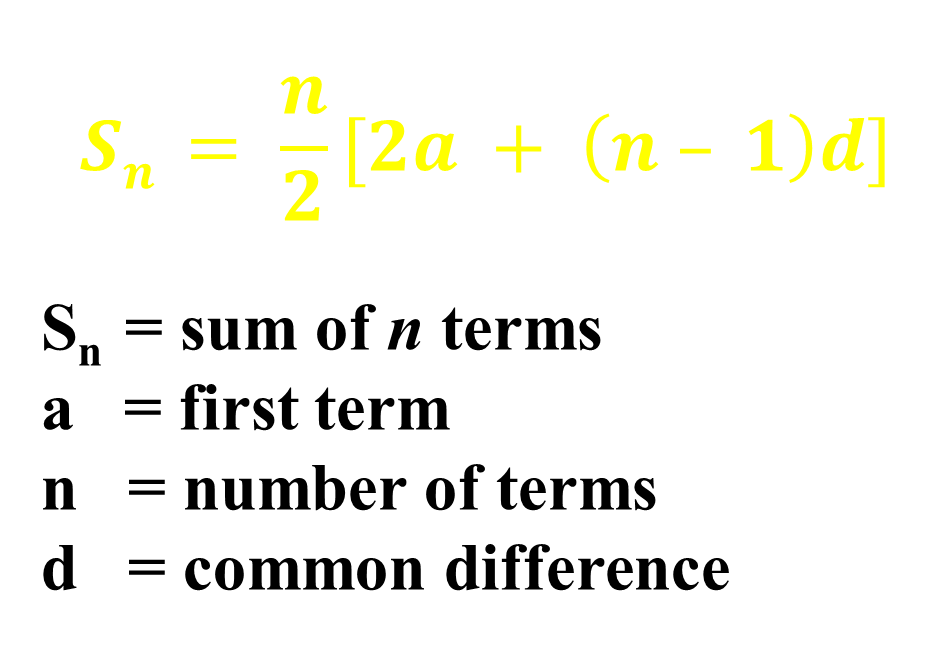 Sₙ = n/2 [2a + (n – 1)d]
Sₙ = sum of n terms
a = first term
n = number of terms
d = common difference